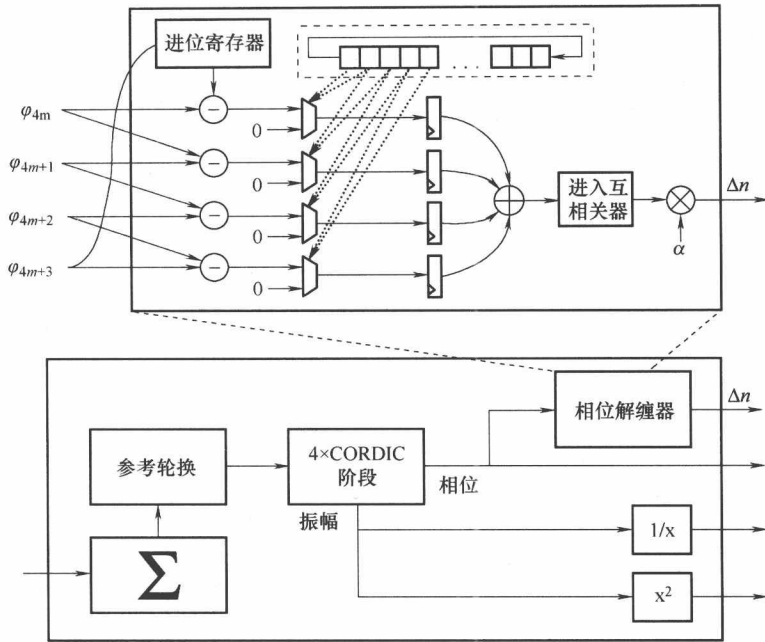 进位寄存器
φ4m
φ4m+1
φ4m+2
φ4m+3
−
−
−
−
0
0
0
0
...
...
进入互
相关器
Δn
α
相位解缠器
Δn
参考轮换
4×CORDIC
阶段
相位
振幅
Σ
1/x
x²